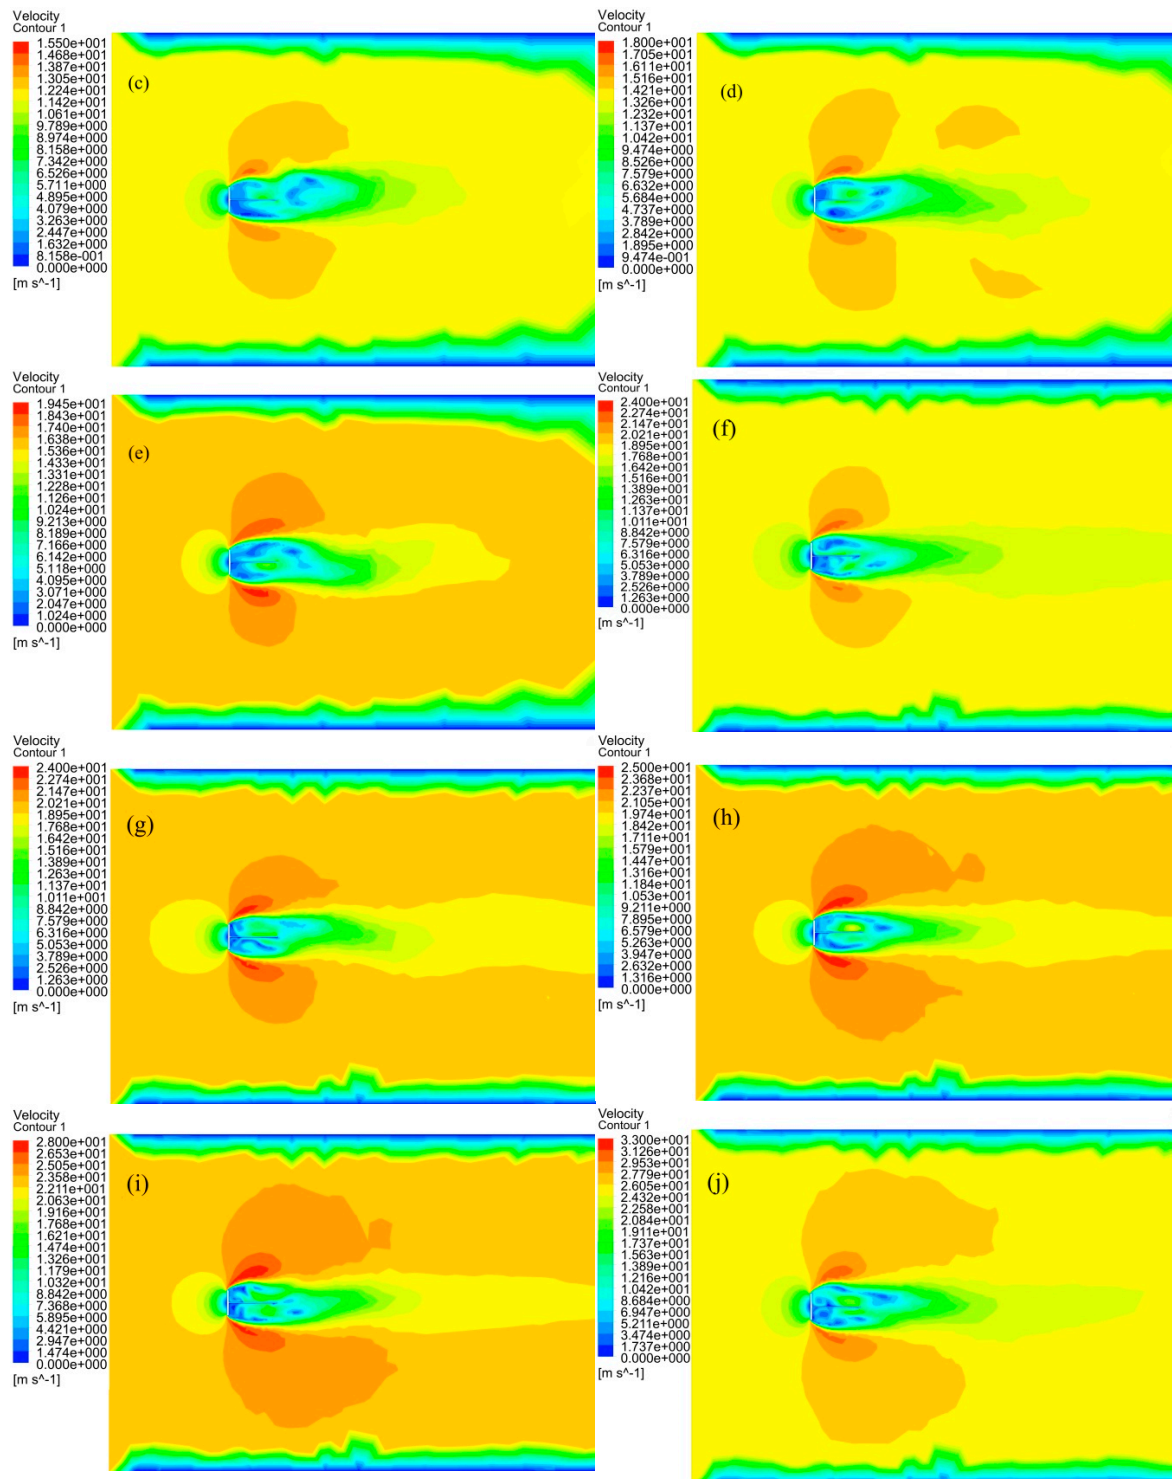 Velocity
Contour 1
1.550e+001
1.468e+001
1.387e+001
1.305e+001
1.224e+001
1.142e+001
1.061e+001
9.789e+000
8.974e+000
8.158e+000
7.342e+000
6.526e+000
5.711e+000
4.895e+000
4.079e+000
3.263e+000
2.447e+000
1.632e+000
8.158e-001
0.000e+000
[m s^-1]
(c)
Velocity
Contour 1
1.800e+001
1.705e+001
1.611e+001
1.516e+001
1.421e+001
1.326e+001
1.232e+001
1.137e+001
1.042e+001
9.474e+000
8.526e+000
7.579e+000
6.632e+000
5.684e+000
4.737e+000
3.789e+000
2.842e+000
1.895e+000
9.474e-001
0.000e+000
[m s^-1]
(d)
Velocity
Contour 1
1.945e+001
1.843e+001
1.740e+001
1.638e+001
1.536e+001
1.433e+001
1.331e+001
1.228e+001
1.126e+001
1.024e+001
9.213e+000
8.189e+000
7.166e+000
6.142e+000
5.118e+000
4.095e+000
3.071e+000
2.047e+000
1.024e+000
0.000e+000
[m s^-1]
(e)
Velocity
Contour 1
2.400e+001
2.274e+001
2.147e+001
2.021e+001
1.895e+001
1.768e+001
1.642e+001
1.516e+001
1.389e+001
1.263e+001
1.137e+001
1.011e+001
8.842e+000
7.579e+000
6.316e+000
5.053e+000
3.789e+000
2.526e+000
1.263e+000
0.000e+000
[m s^-1]
(f)
Velocity
Contour 1
2.400e+001
2.274e+001
2.147e+001
2.021e+001
1.895e+001
1.768e+001
1.642e+001
1.516e+001
1.389e+001
1.263e+001
1.137e+001
1.011e+001
8.842e+000
7.579e+000
6.316e+000
5.053e+000
3.789e+000
2.526e+000
1.263e+000
0.000e+000
[m s^-1]
(g)
Velocity
Contour 1
2.500e+001
2.368e+001
2.237e+001
2.105e+001
1.974e+001
1.842e+001
1.711e+001
1.579e+001
1.447e+001
1.316e+001
1.184e+001
1.053e+001
9.211e+000
7.895e+000
6.579e+000
5.263e+000
3.947e+000
2.632e+000
1.316e+000
0.000e+000
[m s^-1]
(h)
Velocity
Contour 1
2.800e+001
2.653e+001
2.505e+001
2.358e+001
2.211e+001
2.063e+001
1.916e+001
1.768e+001
1.621e+001
1.474e+001
1.326e+001
1.179e+001
1.032e+001
8.842e+000
7.368e+000
5.895e+000
4.421e+000
2.947e+000
1.474e+000
0.000e+000
[m s^-1]
(i)
Velocity
Contour 1
3.300e+001
3.126e+001
2.953e+001
2.779e+001
2.605e+001
2.432e+001
2.258e+001
2.084e+001
1.911e+001
1.737e+001
1.563e+001
1.389e+001
1.216e+001
1.042e+001
8.684e+000
6.947e+000
5.211e+000
3.474e+000
1.737e+000
0.000e+000
[m s^-1]
(j)